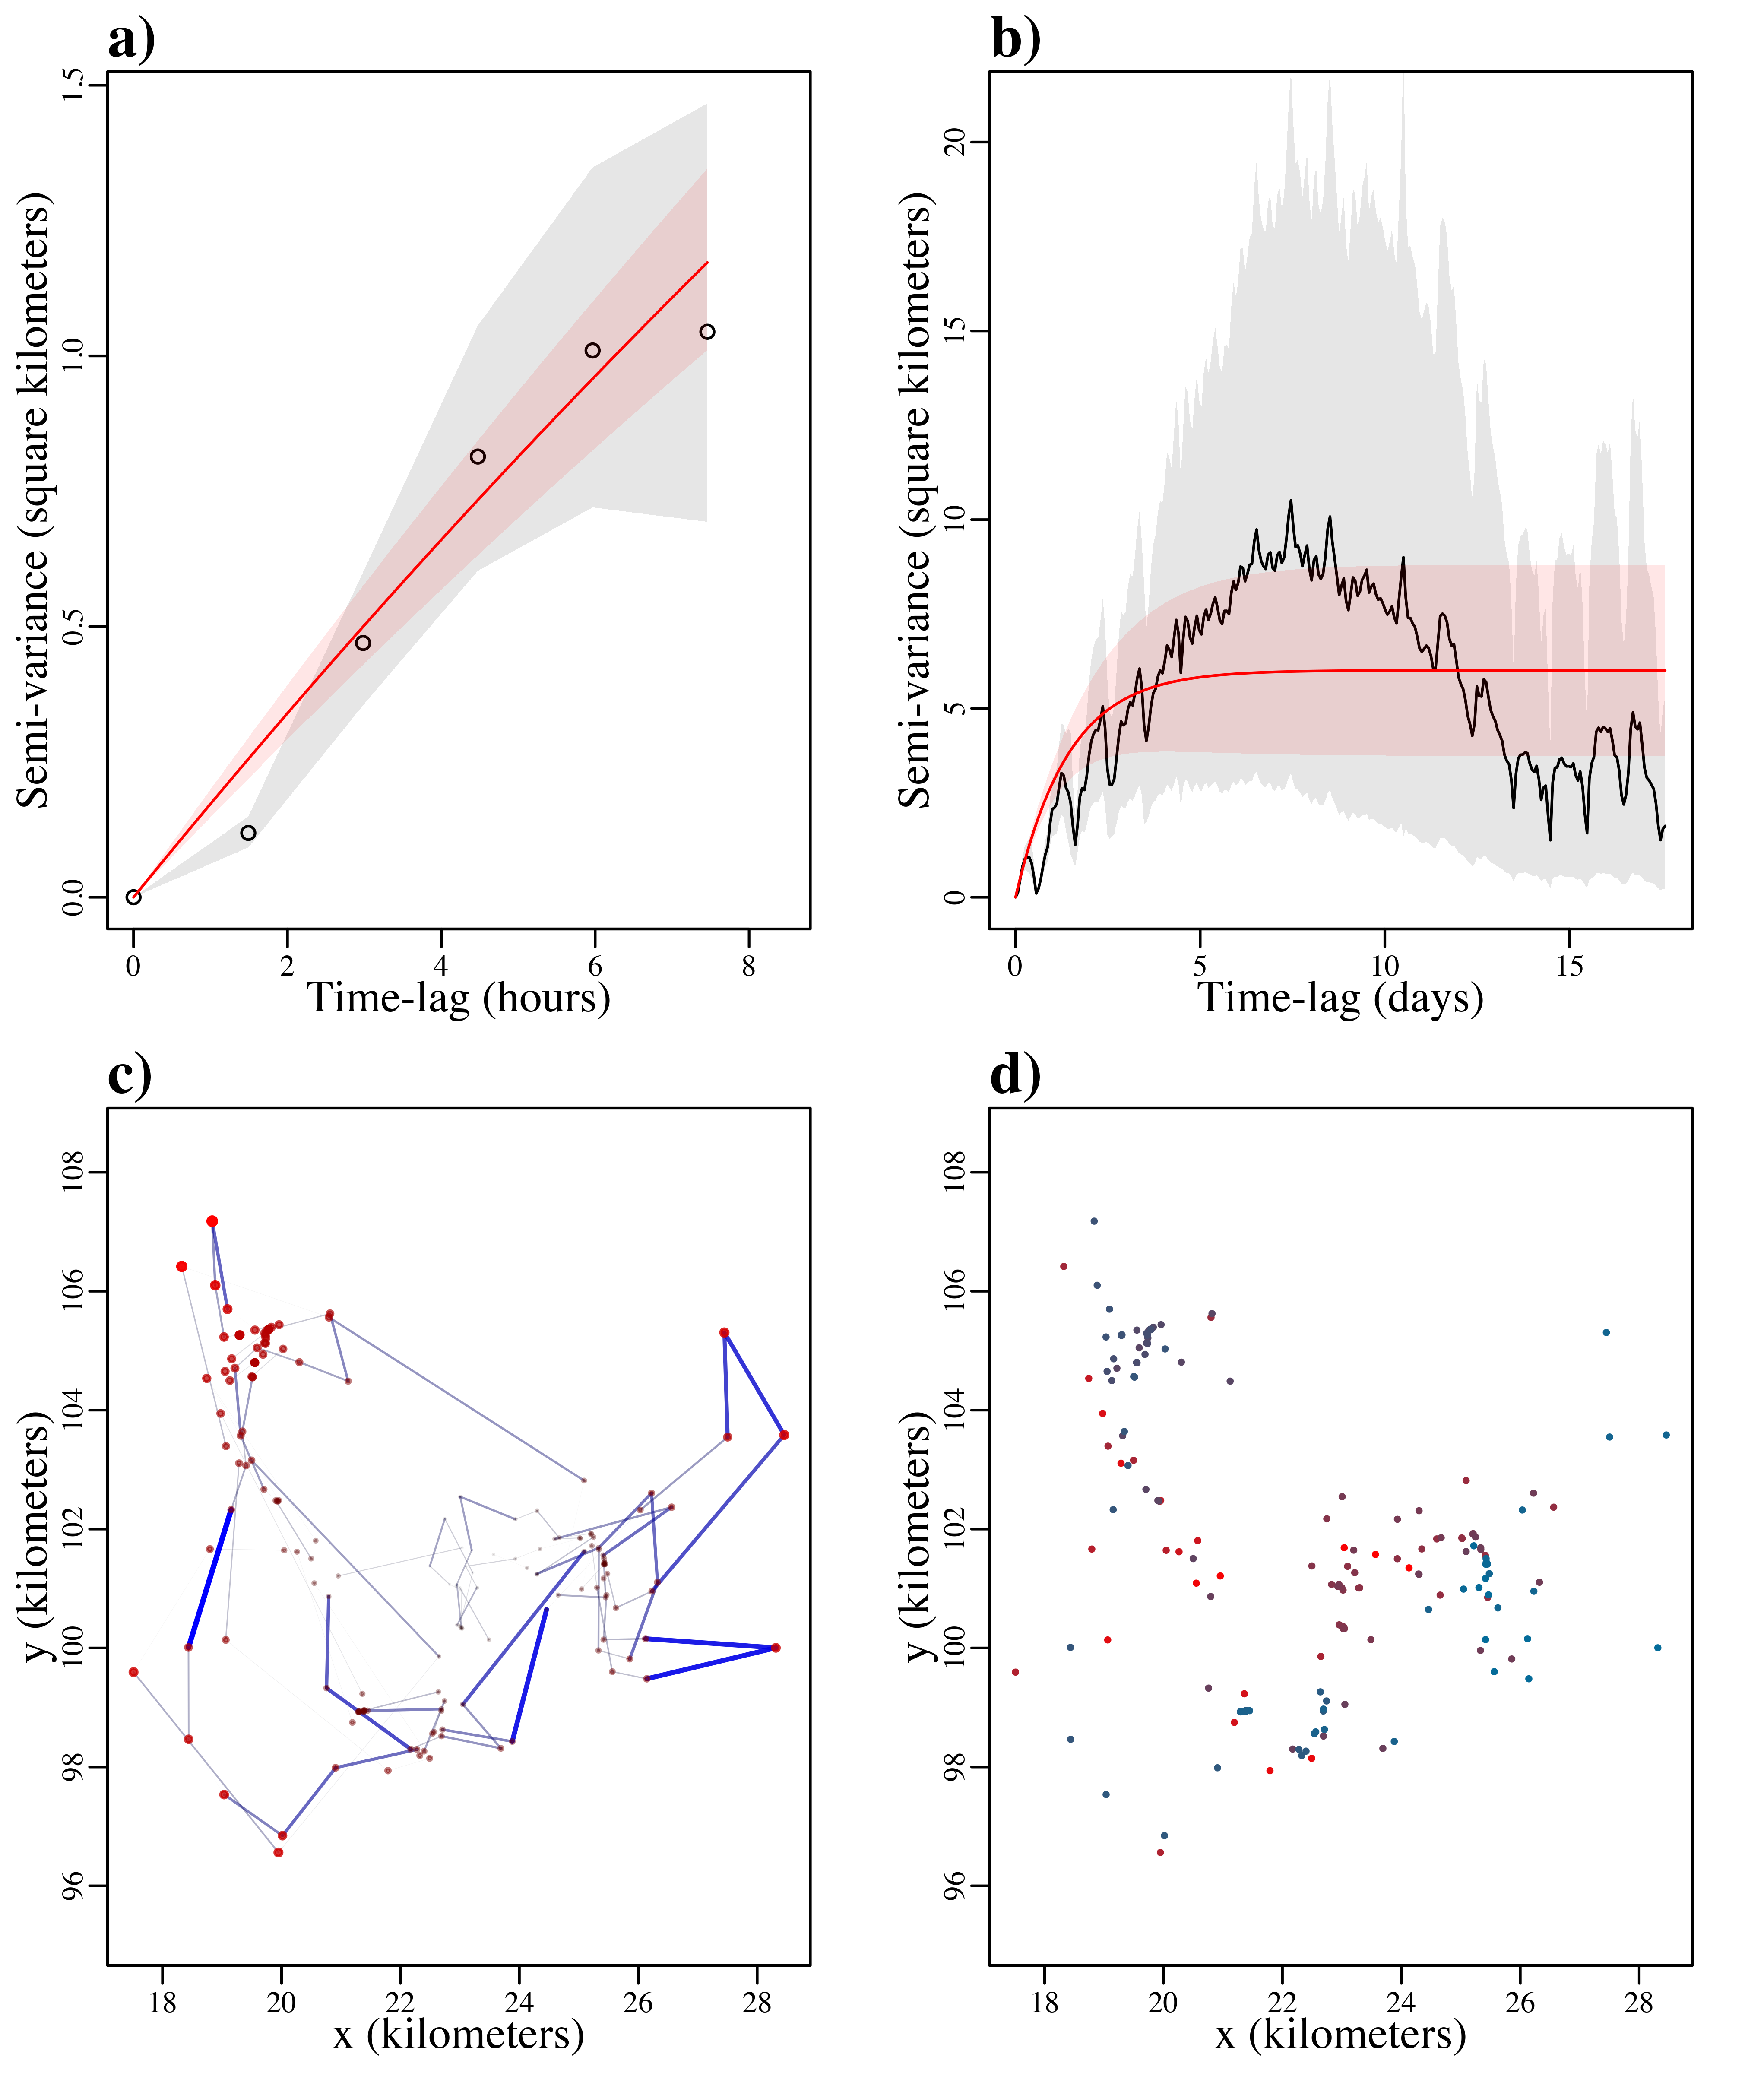 a)
Semi-variance (square kilometers)
0.0 0.5 1.0 1.5
0 2 4 6 8
Time-lag (hours)
b)
Semi-variance (square kilometers)
0 5 10 15 20
0 5 10 15
Time-lag (days)
c)
y (kilometers)
96 98 100 102 104 106 108
18 20 22 24 26 28
x (kilometers)
d)
y (kilometers)
96 98 100 102 104 106 108
18 20 22 24 26 28
x (kilometers)